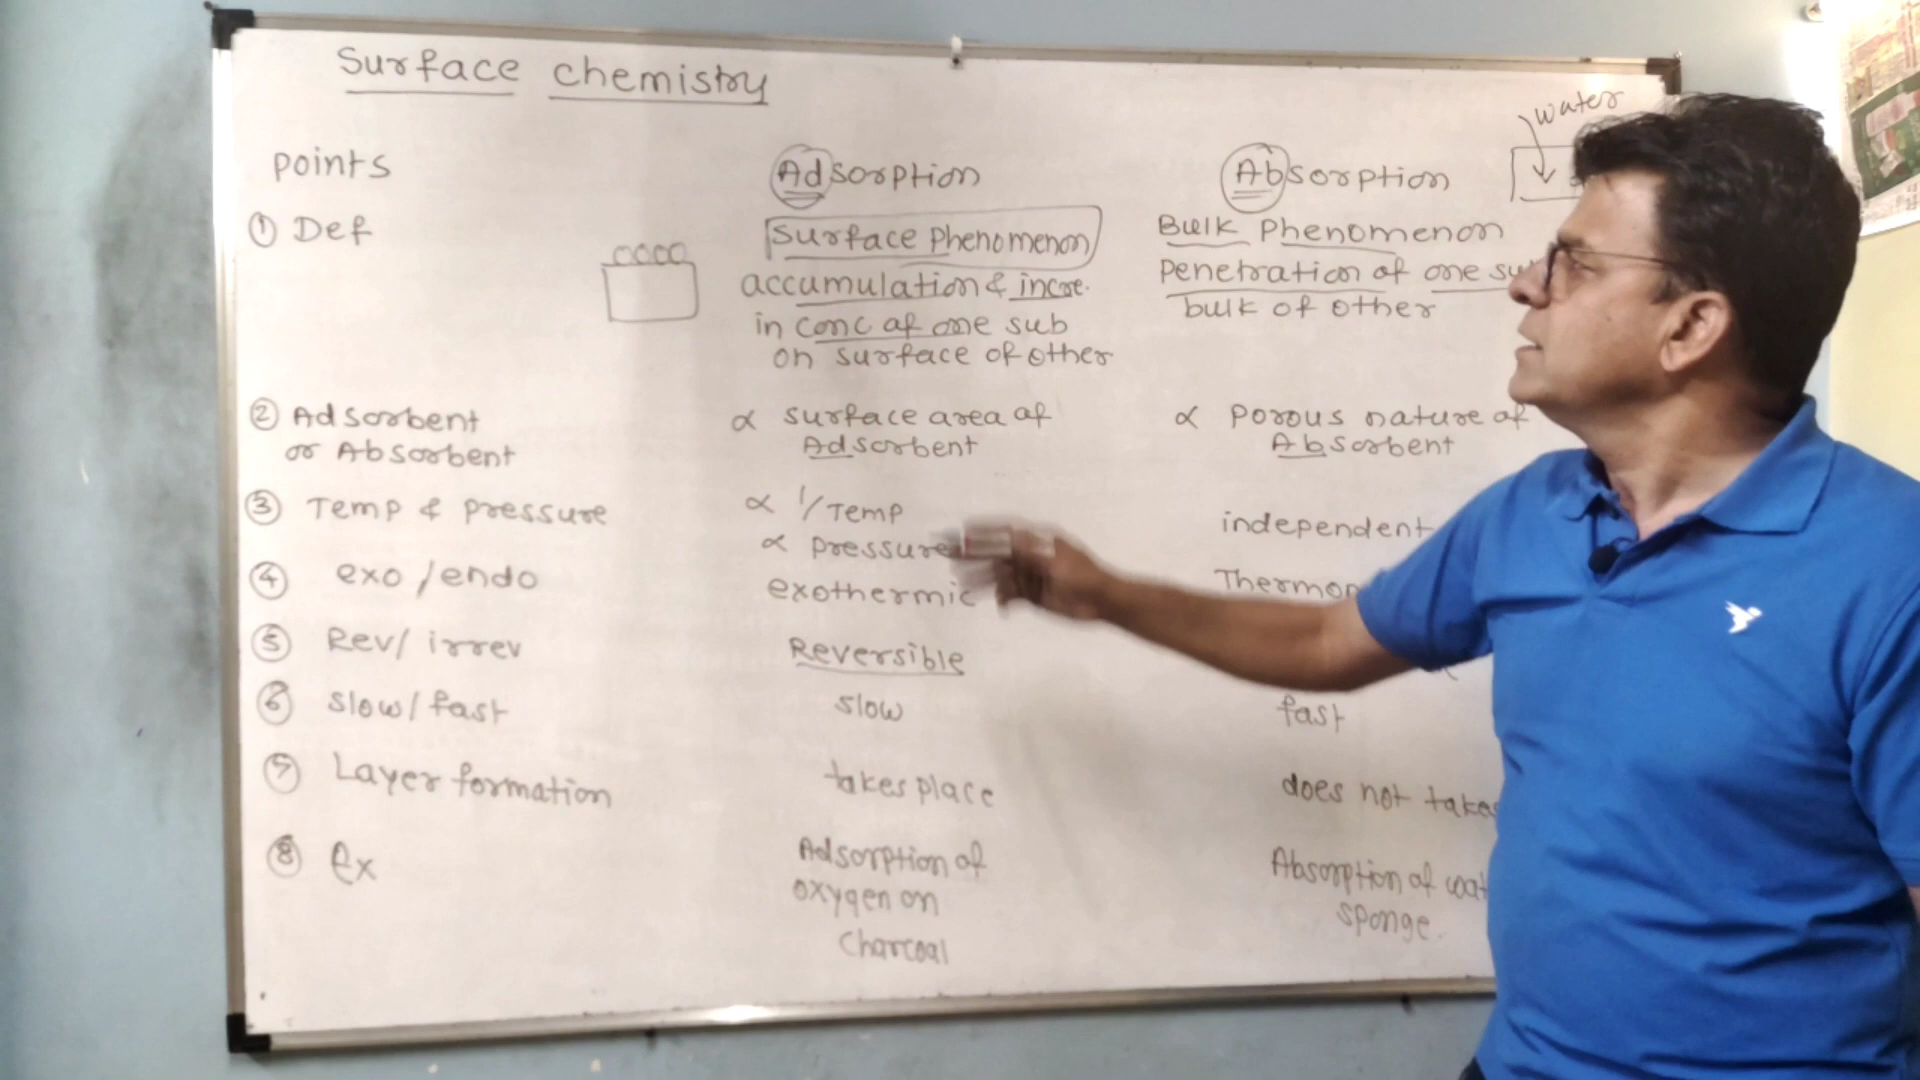 Surface chemistry
water
points Adsorption Absorption
① Def Surface Phenomenon Bulk Phenomenon
accumulation & incre. Penetration of one
in conc of one sub bulk of other
on surface of other
② Adsorbent ∝ surface area of ∝ Porous nature of
or Absorbent Adsorbent Absorbent
③ Temp & pressure ∝ 1/Temp independent
∝ pressure
④ exo/endo exothermic
⑤ Rev/irrev Reversible
⑥ slow/fast slow fast
⑦ Layer formation takes place does not takes
⑧ Ex Adsorption of Absorption of
oxygen on sponge.
charcoal